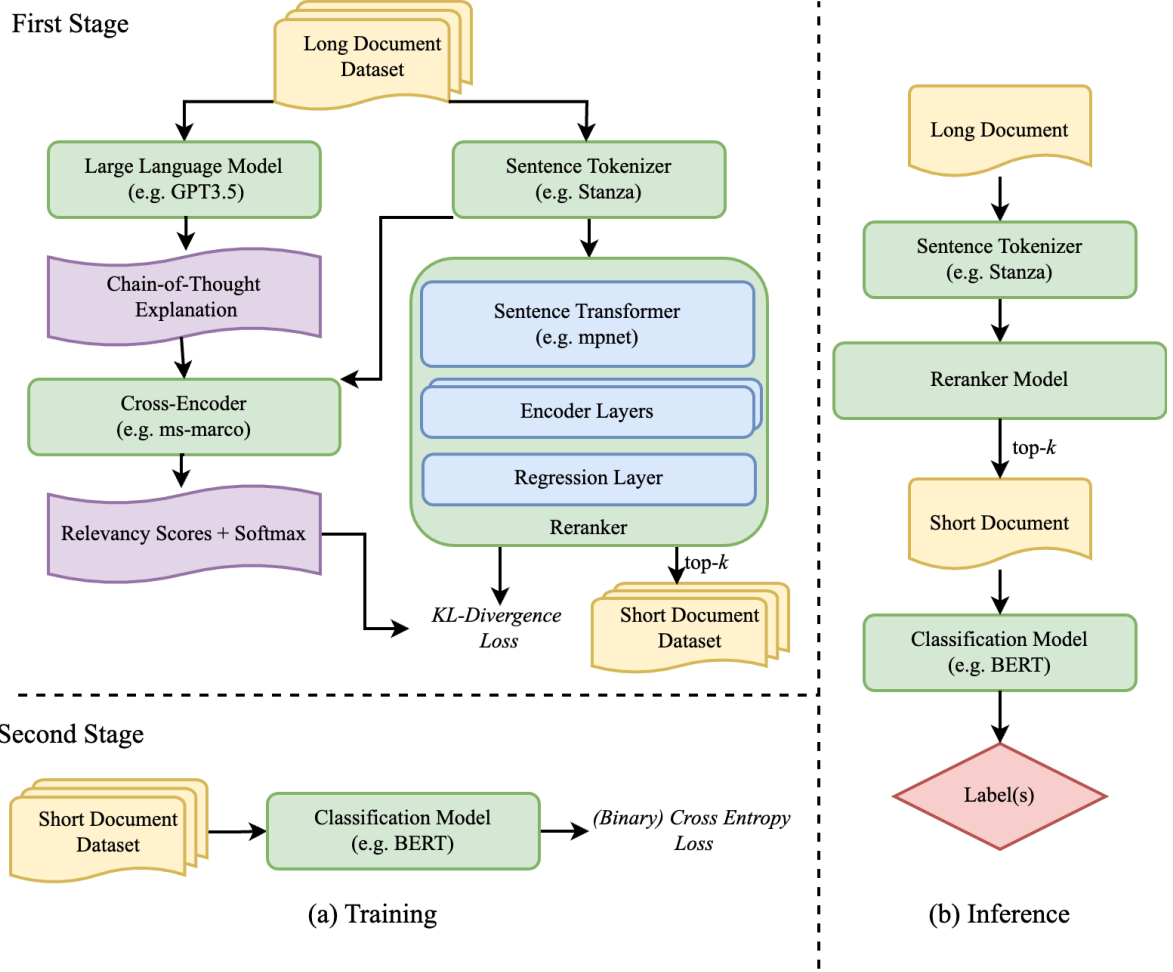 First Stage
Long Document
Dataset
Large Language Model
(e.g. GPT3.5)
Sentence Tokenizer
(e.g. Stanza)
Chain-of-Thought
Explanation
Sentence Transformer
(e.g. mpnet)
Cross-Encoder
(e.g. ms-marco)
Encoder Layers
Regression Layer
Relevancy Scores + Softmax
Reranker
top-k
KL-Divergence
Loss
Short Document
Dataset
Second Stage
Short Document
Dataset
Classification Model
(e.g. BERT)
(Binary) Cross Entropy
Loss
(a) Training
Long Document
Sentence Tokenizer
(e.g. Stanza)
Reranker Model
top-k
Short Document
Classification Model
(e.g. BERT)
Label(s)
(b) Inference